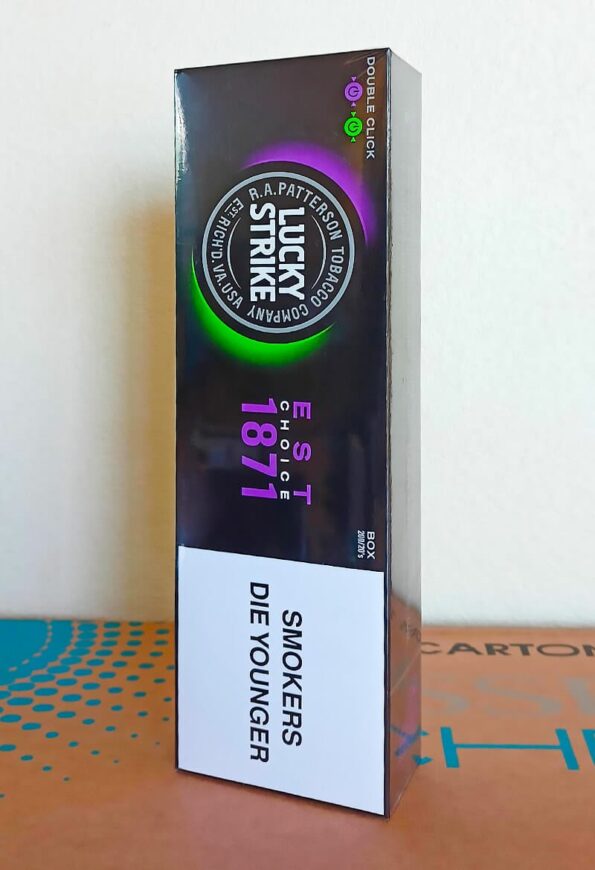 DOUBLE CLICK
R.A.PATTERSON TOBACCO COMPANY
EST. RICH'D. VA.USA
LUCKY
STRIKE
EST
CHOICE
1871
BOX
200/20's
SMOKERS
DIE YOUNGER
CARTON